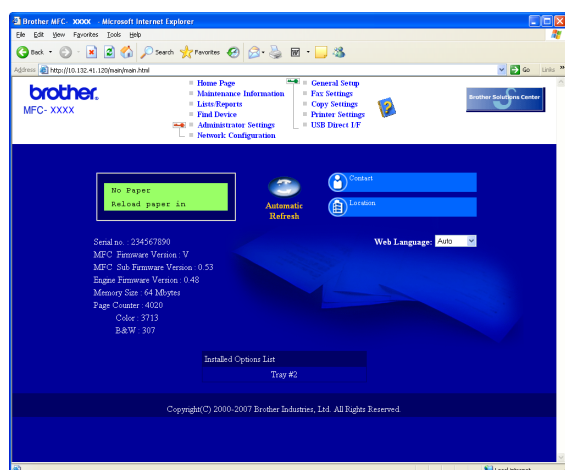 Brother MFC- XXXX - Microsoft Internet Explorer
File Edit View Favorites Tools Help
Back Search Favorites
Address http://10.132.41.120/main/main.html Go Links »
brother.
MFC- XXXX
Home Page
Maintenance Information
Lists/Reports
Find Device
Administrator Settings
Network Configuration
General Setup
Fax Settings
Copy Settings
Printer Settings
USB Direct I/F
Brother Solutions Center
No Paper
Reload paper in
Automatic
Refresh
Contact
Location
Web Language: Auto
Serial no. : 234567890
MFC Firmware Version : V
MFC Sub Firmware Version : 0.53
Engine Firmware Version : 0.48
Memory Size : 64 Mbytes
Page Counter : 4020
Color : 3713
B&W : 307
Installed Options List
Tray #2
Copyright(C) 2000-2007 Brother Industries, Ltd. All Rights Reserved.
Local intranet